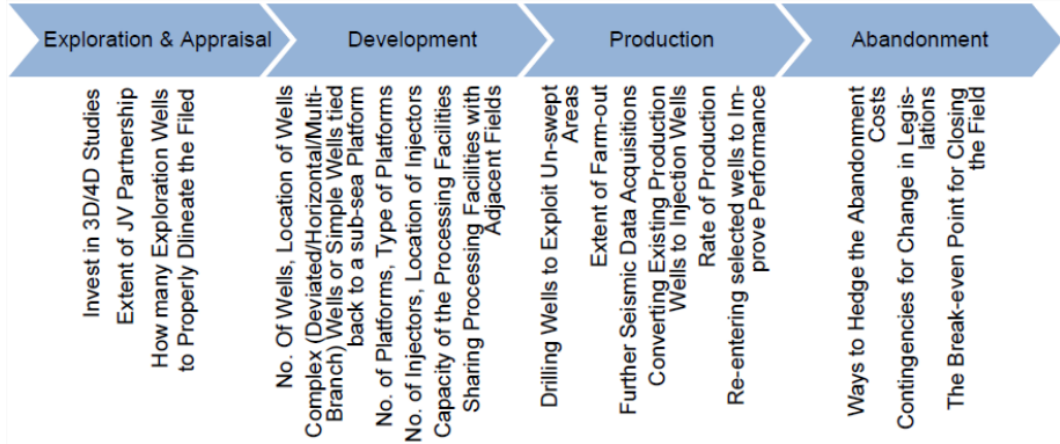 Exploration & Appraisal
Development
Production
Abandonment
Invest in 3D/4D Studies
Extent of JV Partnership
How many Exploration Wells
to Properly Dlineate the Filed
No. Of Wells, Location of Wells
Complex (Deviated/Horizontal/Multi-
Branch) Wells or Simple Wells tied
back to a sub-sea Platform
No. of Platforms, Type of Platforms
No. of Injectors, Location of Injectors
Capacity of the Processing Facilities
Sharing Processing Facilities with
Adjacent Fields
Drilling Wells to Exploit Un-swept
Areas
Extent of Farm-out
Further Seismic Data Acquisitions
Converting Existing Production
Wells to Injection Wells
Rate of Production
Re-entering selected wells to Im-
prove Performance
Ways to Hedge the Abandonment
Costs
Contingencies for Change in Legis-
lations
The Break-even Point for Closing
the Field